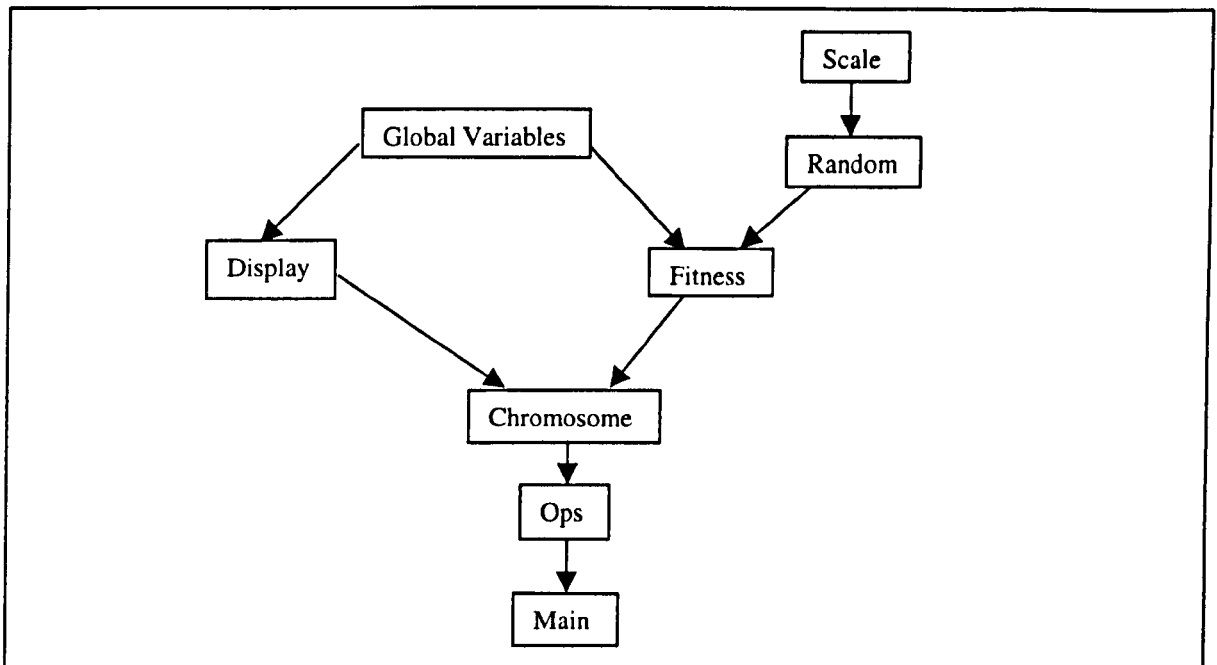 Scale
Global Variables
Random
Display
Fitness
Chromosome
Ops
Main